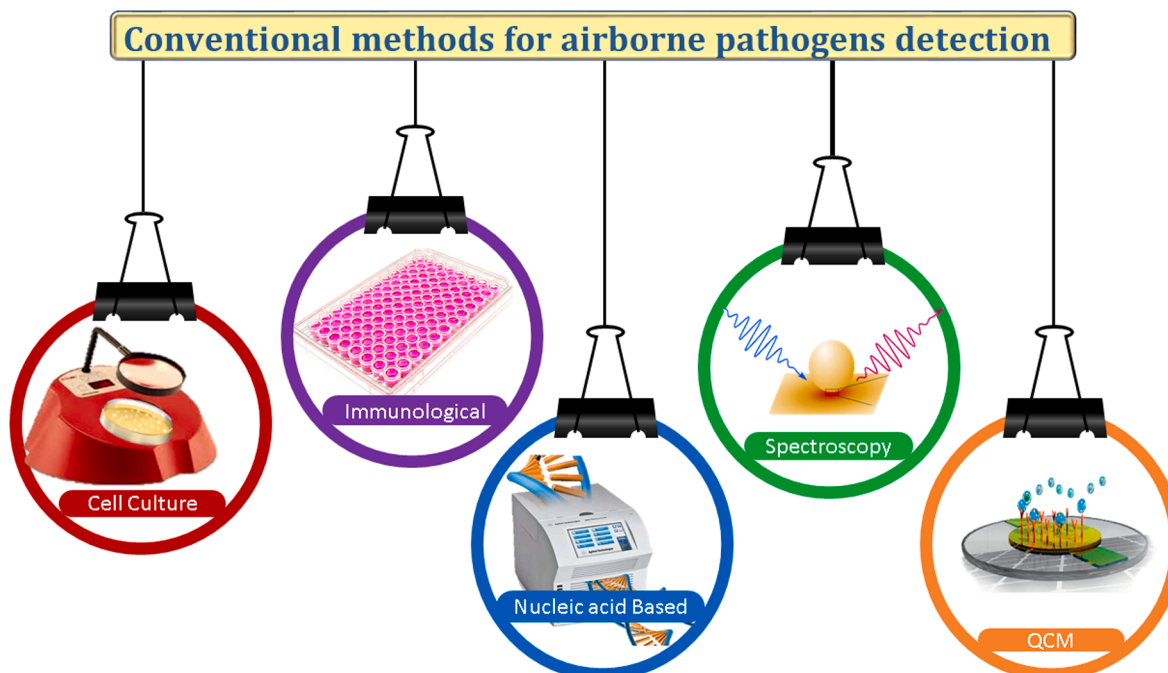 Conventional methods for airborne pathogens detection
Cell Culture
Immunological
Nucleic acid Based
Spectroscopy
QCM